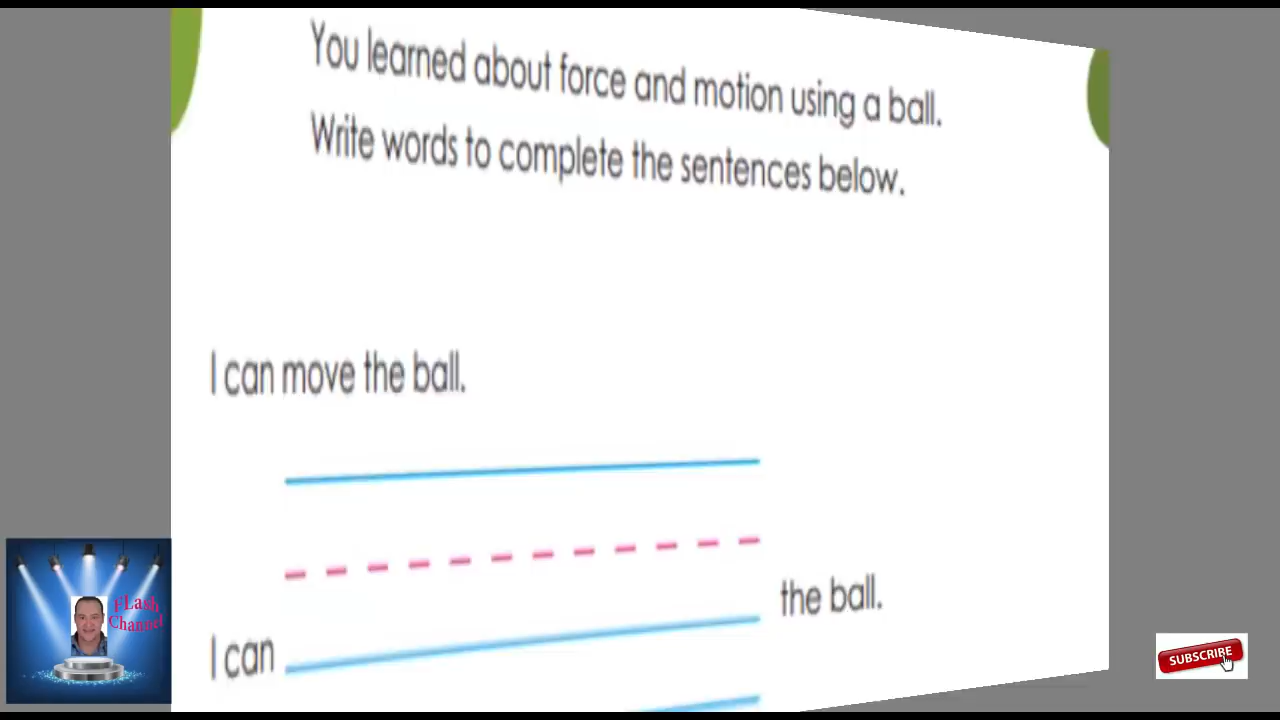 You learned about force and motion using a ball.
Write words to complete the sentences below.
I can move the ball.
I can the ball.
FLash
Channel
SUBSCRIBE